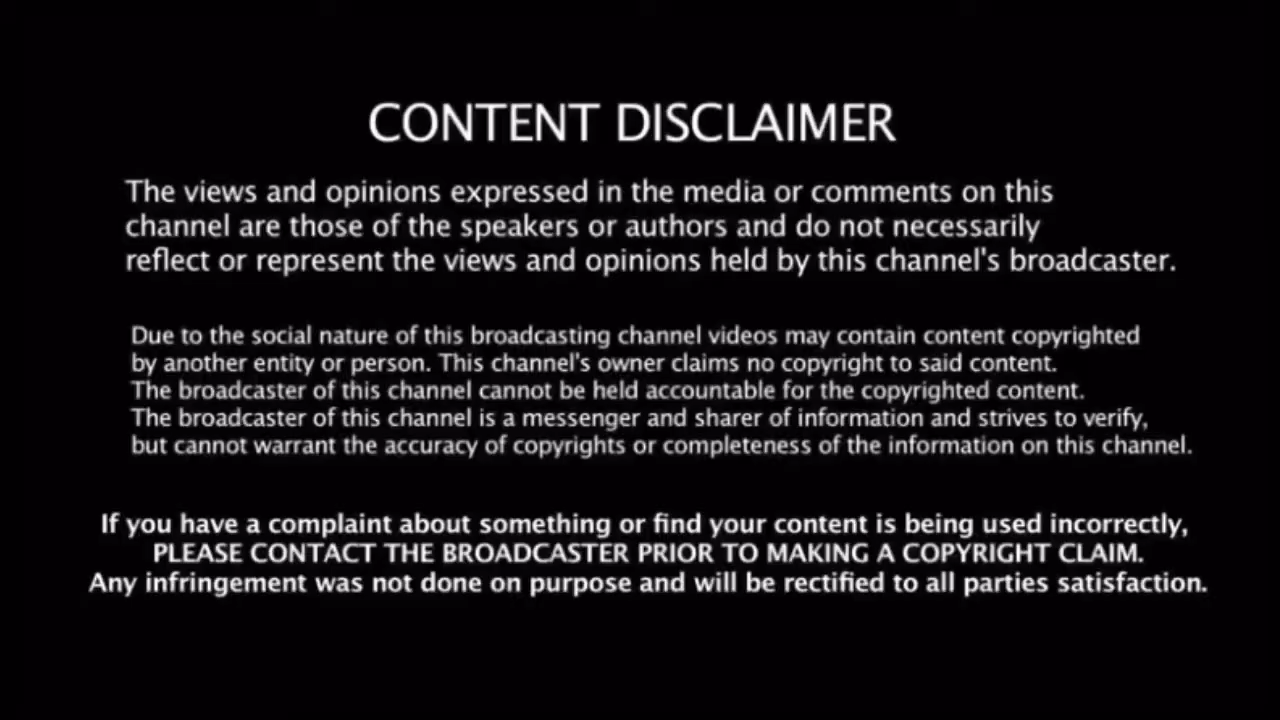 CONTENT DISCLAIMER
The views and opinions expressed in the media or comments on this
channel are those of the speakers or authors and do not necessarily
reflect or represent the views and opinions held by this channel's broadcaster.
Due to the social nature of this broadcasting channel videos may contain content copyrighted
by another entity or person. This channel's owner claims no copyright to said content.
The broadcaster of this channel cannot be held accountable for the copyrighted content.
The broadcaster of this channel is a messenger and sharer of information and strives to verify,
but cannot warrant the accuracy of copyrights or completeness of the information on this channel.
If you have a complaint about something or find your content is being used incorrectly,
PLEASE CONTACT THE BROADCASTER PRIOR TO MAKING A COPYRIGHT CLAIM.
Any infringement was not done on purpose and will be rectified to all parties satisfaction.